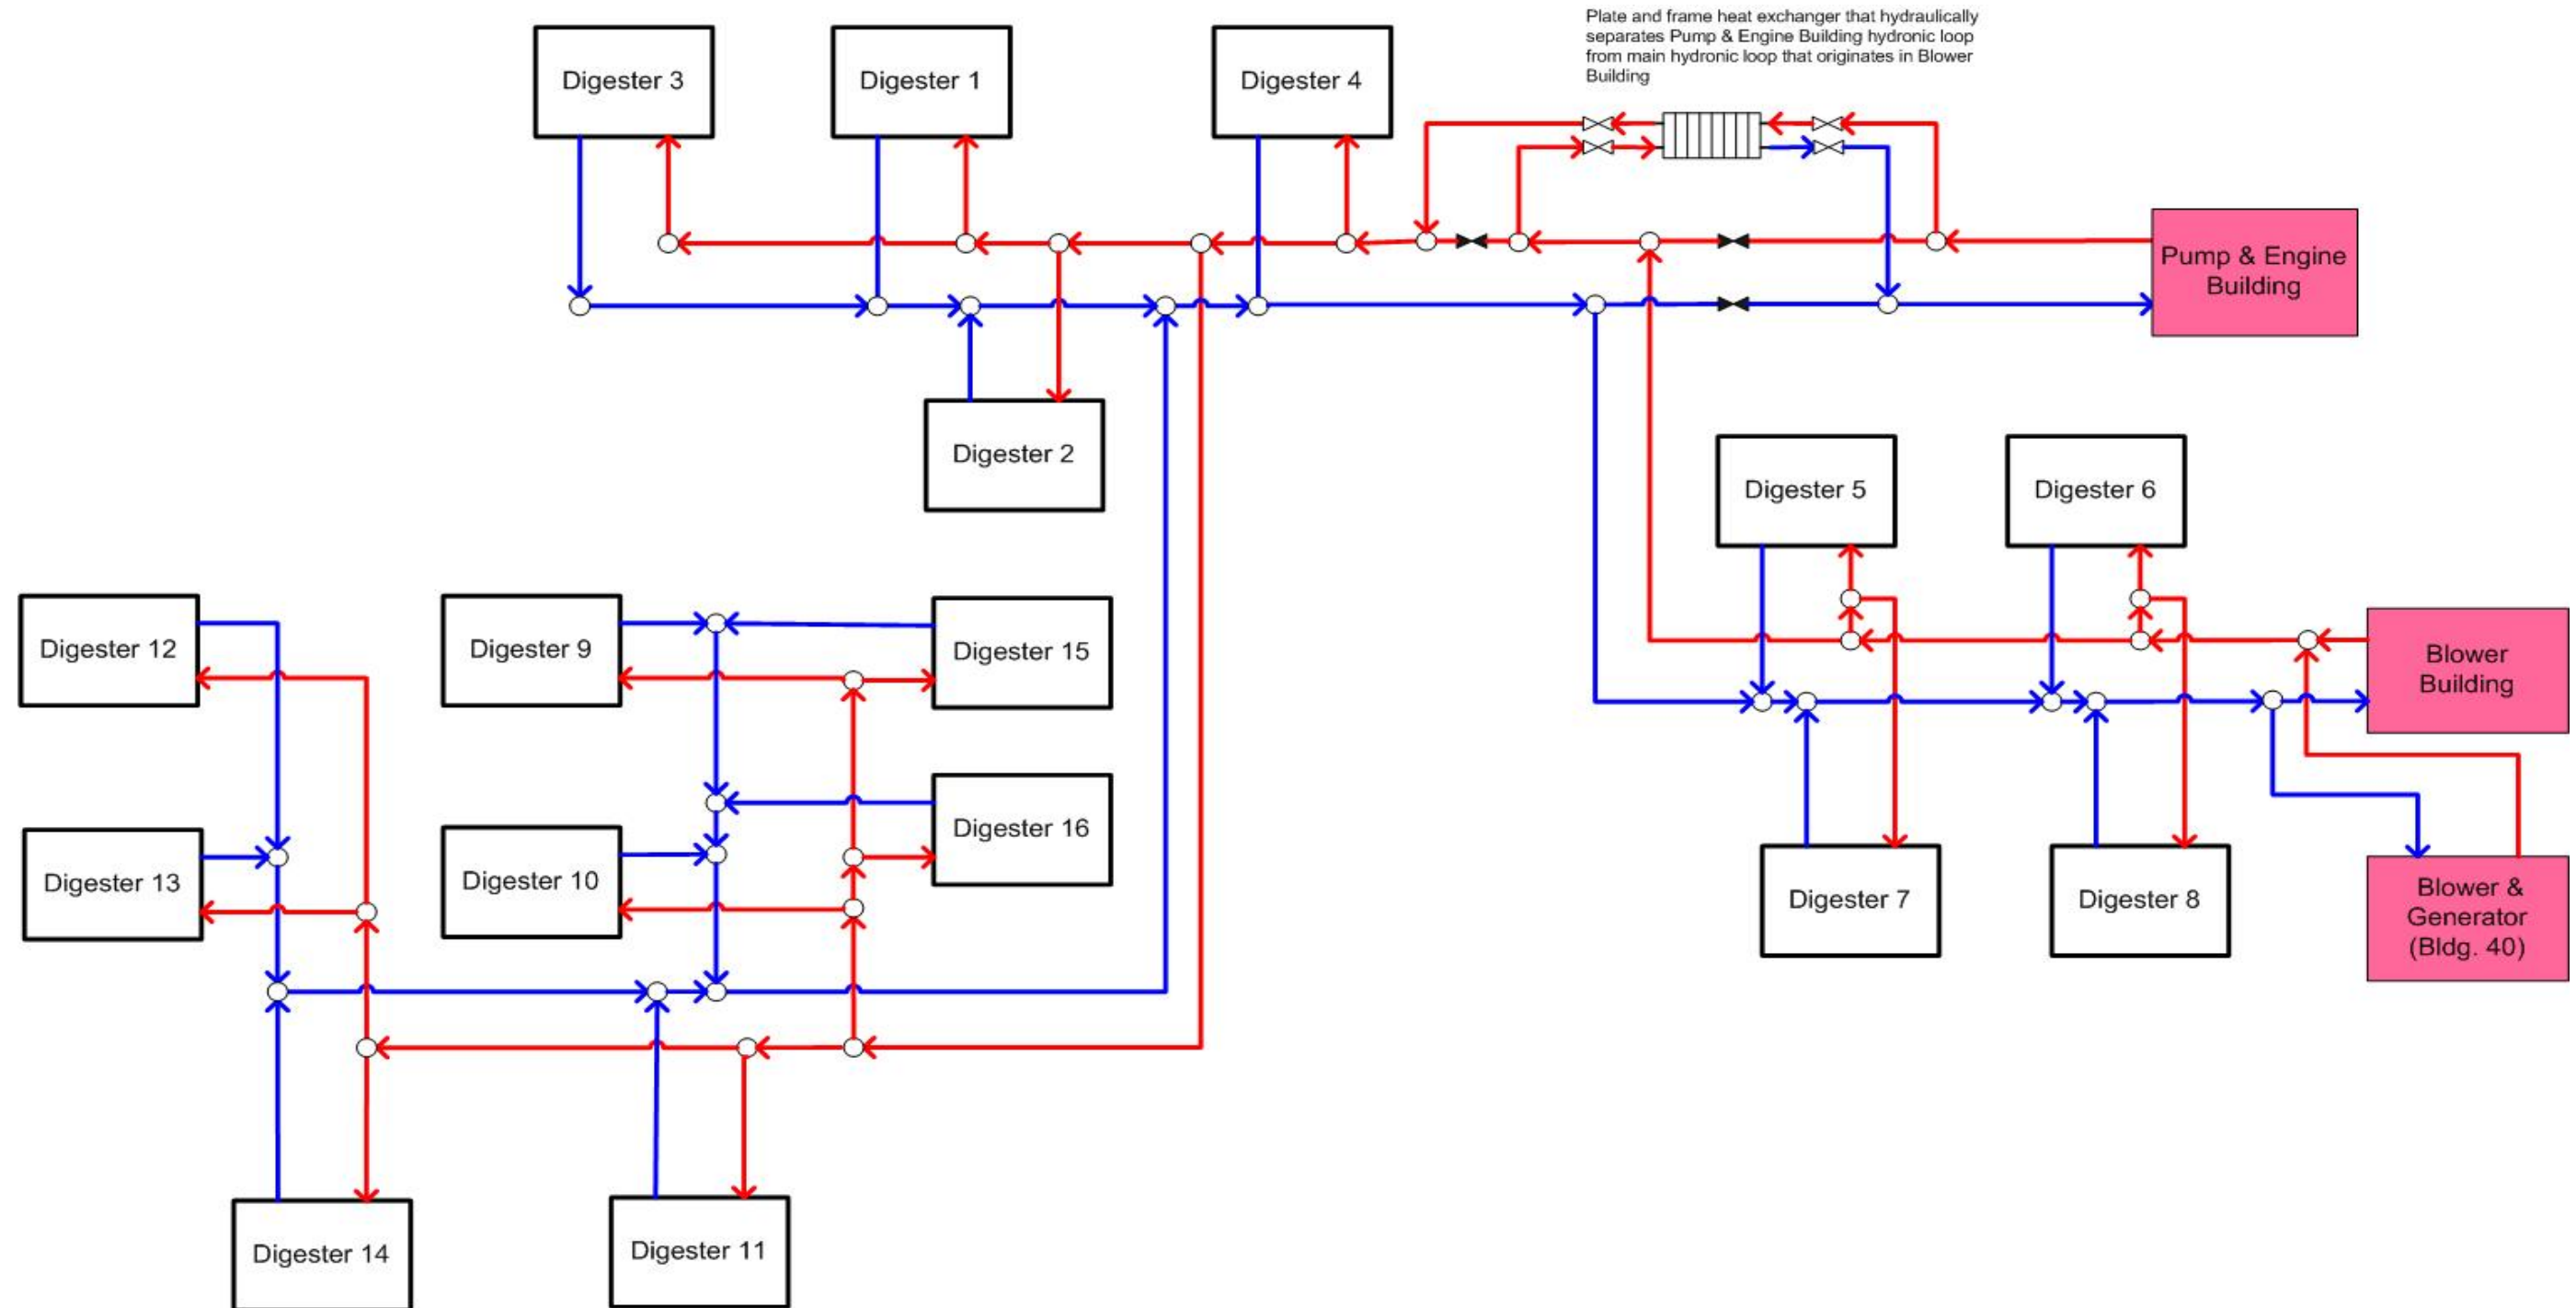 Plate and frame heat exchanger that hydraulically
separates Pump & Engine Building hydronic loop
from main hydronic loop that originates in Blower
Building
Digester 3
Digester 1
Digester 4
Pump & Engine
Building
Digester 2
Digester 5
Digester 6
Digester 12
Digester 9
Digester 15
Blower
Building
Digester 16
Digester 13
Digester 10
Digester 7
Digester 8
Blower &
Generator
(Bldg. 40)
Digester 14
Digester 11